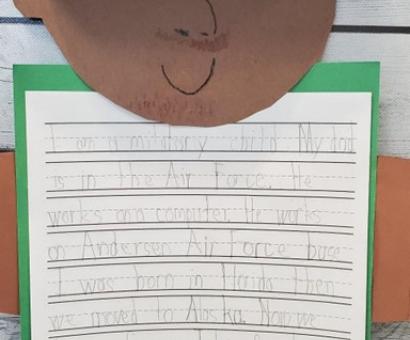 I am a military child My dad
is in the Air Force. He
works on a computer. He works
on Andersen Air Force base
I was born in Florida then
we moved to Alaska. Now we